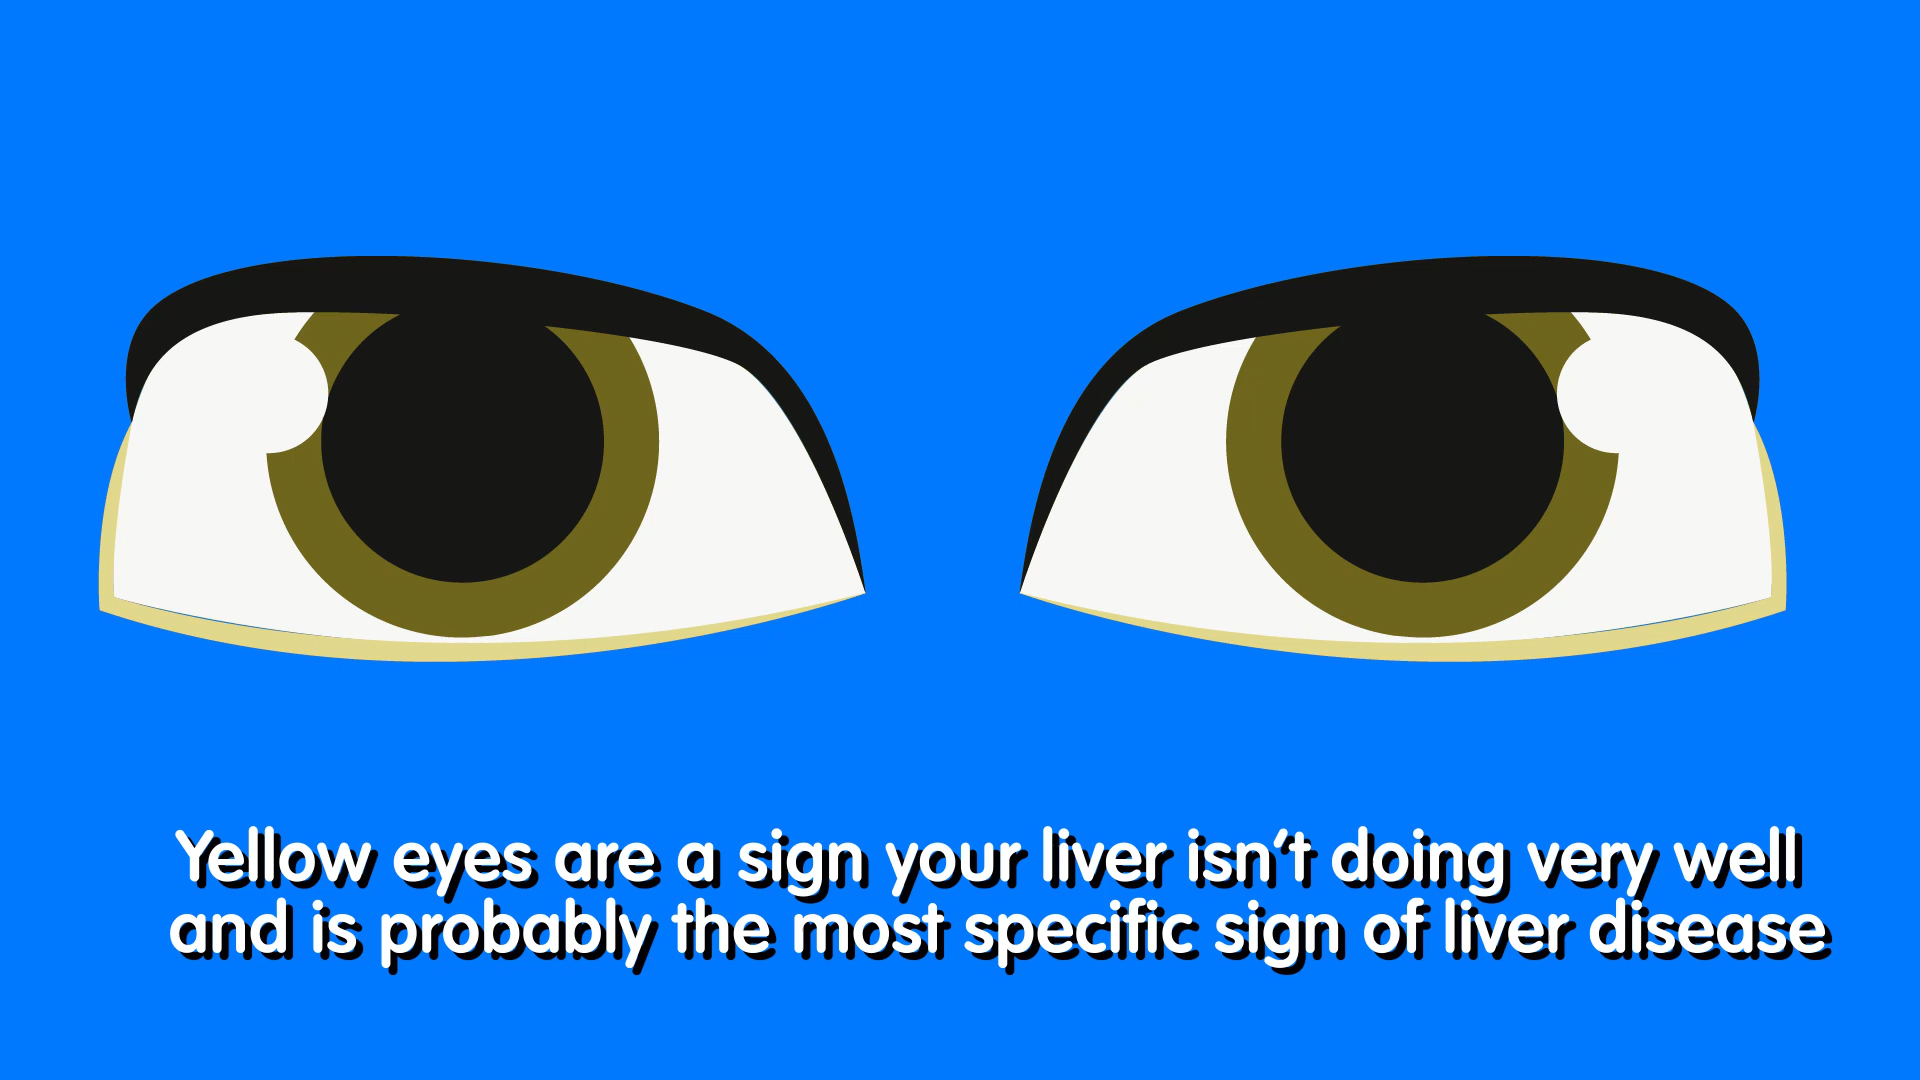 Yellow eyes are a sign your liver isn't doing very well
and is probably the most specific sign of liver disease